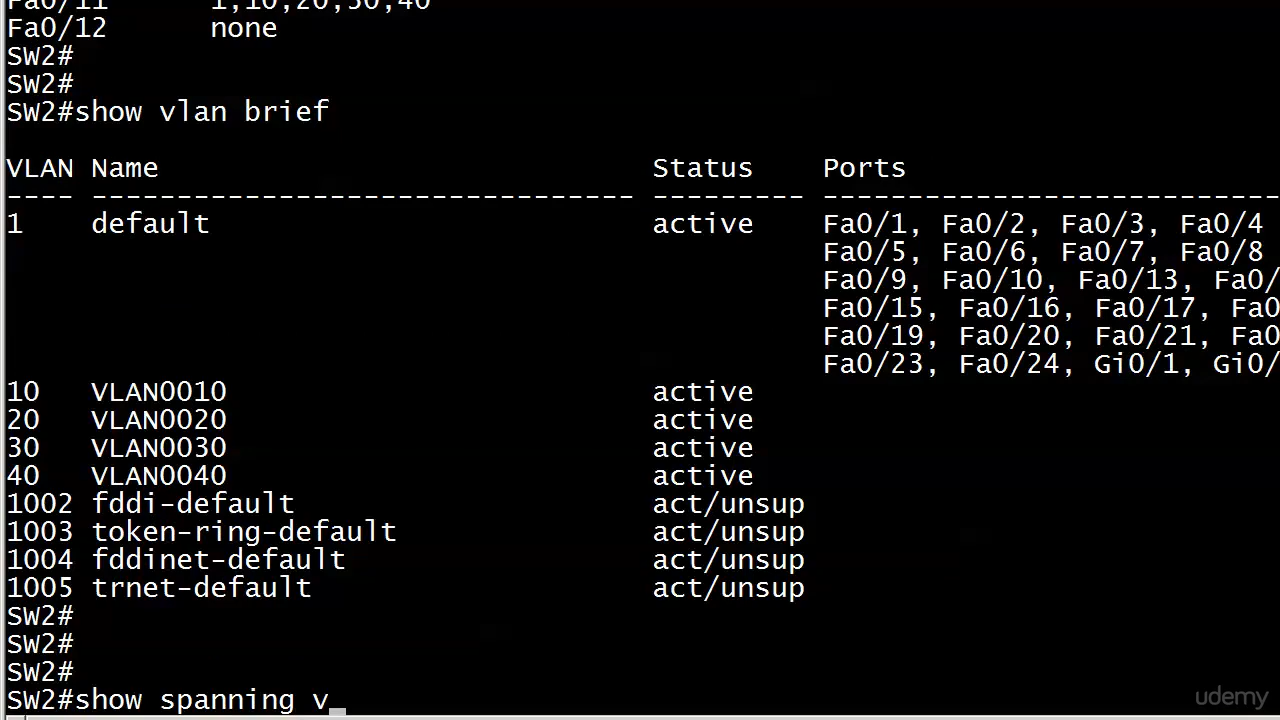 Fa0/11 1,10,20,30,40
Fa0/12 none
SW2#
SW2#
SW2#show vlan brief
VLAN Name Status Ports
---- -------------------------------- --------- ---------------------------
1 default active Fa0/1, Fa0/2, Fa0/3, Fa0/4
Fa0/5, Fa0/6, Fa0/7, Fa0/8
Fa0/9, Fa0/10, Fa0/13, Fa0/
Fa0/15, Fa0/16, Fa0/17, Fa0
Fa0/19, Fa0/20, Fa0/21, Fa0
Fa0/23, Fa0/24, Gi0/1, Gi0/
10 VLAN0010 active
20 VLAN0020 active
30 VLAN0030 active
40 VLAN0040 active
1002 fddi-default act/unsup
1003 token-ring-default act/unsup
1004 fddinet-default act/unsup
1005 trnet-default act/unsup
SW2#
SW2#
SW2#
SW2#show spanning v_
udemy